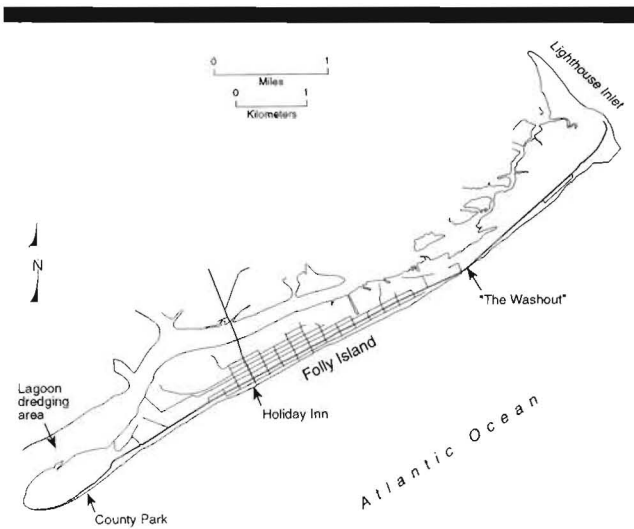 0 1
Miles
0 1
Kilometers
Lighthouse Inlet
N
"The Washout"
Folly Island
Lagoon
dredging
area
Holiday Inn
Atlantic Ocean
County Park